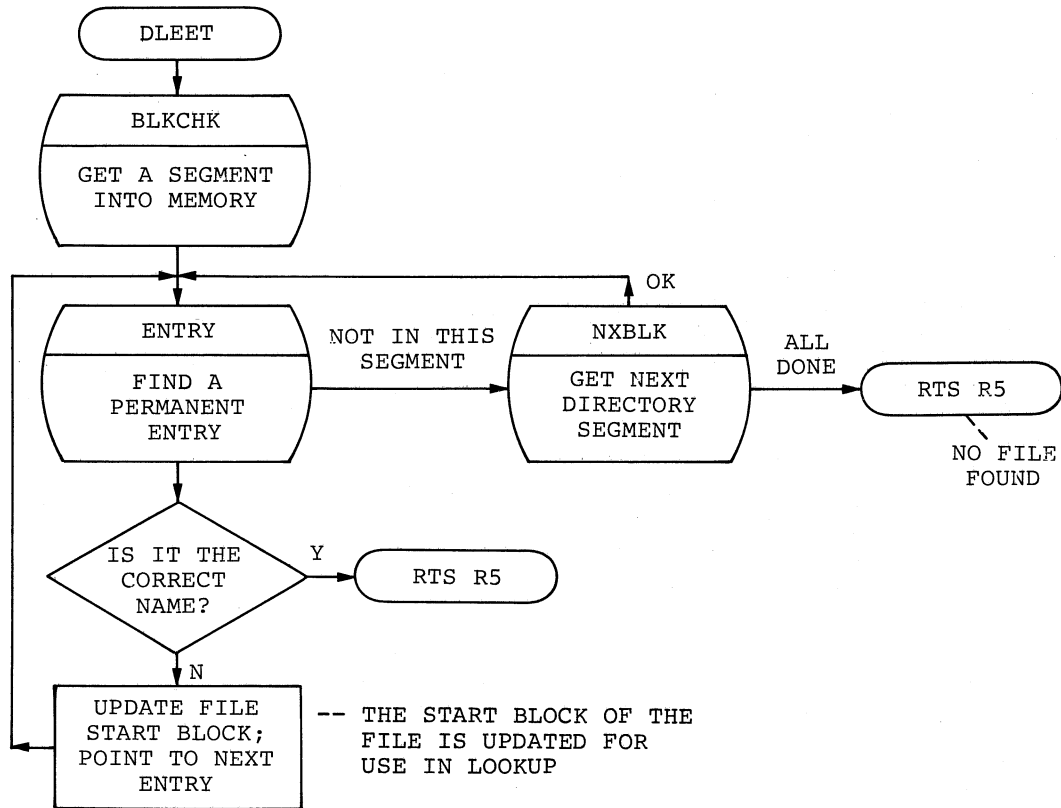 DLEET
BLKCHK
GET A SEGMENT
INTO MEMORY
OK
ENTRY
FIND A
PERMANENT
ENTRY
NOT IN THIS
SEGMENT
NXBLK
GET NEXT
DIRECTORY
SEGMENT
ALL
DONE
RTS R5
NO FILE
FOUND
IS IT THE
CORRECT
NAME?
Y
RTS R5
N
UPDATE FILE
START BLOCK;
POINT TO NEXT
ENTRY
-- THE START BLOCK OF THE
FILE IS UPDATED FOR
USE IN LOOKUP